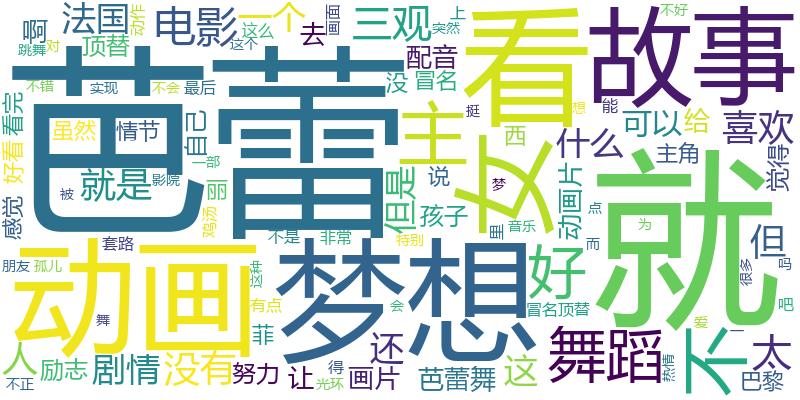 啊
法国
动作
跳舞
对
顶替
电影
一个
这么
这个
去
画面
三观
上
突然
配音
没
冒名
看
不好
故事
芭蕾
不错
看完
好看
实现
不会
最后
虽然
情节
自己
一部
就是
被
影院
丽
感觉
鸡汤
主
女
西
挺
能
想
什么
可以
给
喜欢
主角
觉得
但是
说
梦
孩子
里
音乐
动画片
点
就
为
而
但
很多
吗
套路
不是
非常
特别
朋友
孤儿
动画
这种
有点
梦想
会
好
冒名顶替
吧
舞
菲
爱
一
人
不正
励志
剧情
没有
努力
让
得
光环
还
画片
芭蕾舞
这
舞蹈
热情
不
太
巴黎